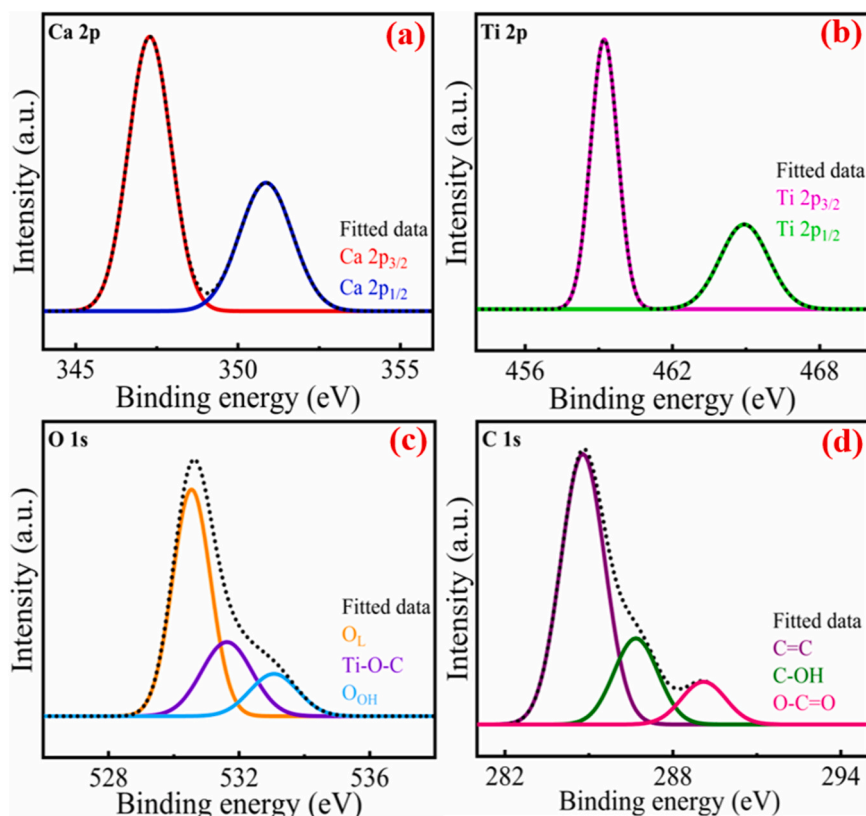 Ca 2p
(a)
Intensity (a.u.)
Fitted data
Ca 2p3/2
Ca 2p1/2
345
350
355
Binding energy (eV)
Ti 2p
(b)
Intensity (a.u.)
Fitted data
Ti 2p3/2
Ti 2p1/2
456
462
468
Binding energy (eV)
O 1s
(c)
Intensity (a.u.)
Fitted data
OL
Ti-O-C
OOH
528
532
536
Binding energy (eV)
C 1s
(d)
Intensity (a.u.)
Fitted data
C=C
C-OH
O-C=O
282
288
294
Binding energy (eV)